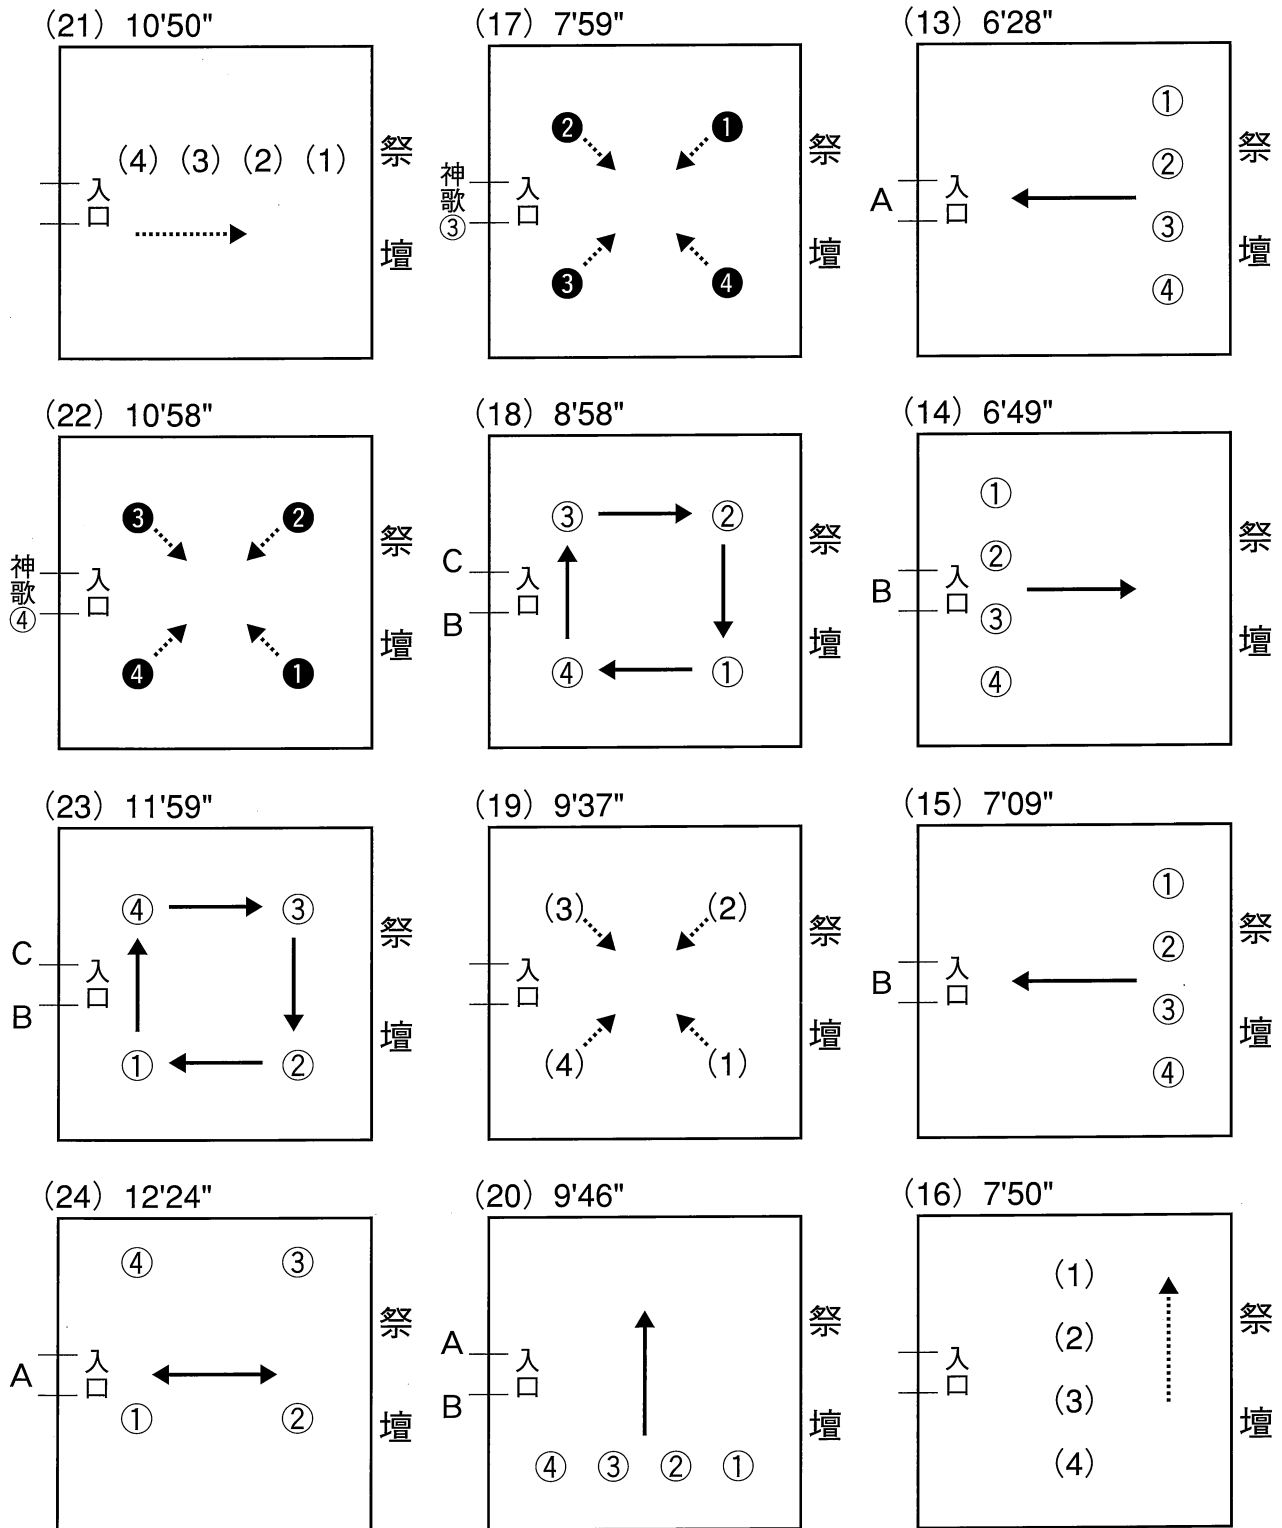 (13) 6'28"
①
②
③
④
A
入口
祭壇
(14) 6'49"
①
②
③
④
B
入口
祭壇
(15) 7'09"
①
②
③
④
B
入口
祭壇
(16) 7'50"
(1)
(2)
(3)
(4)
入口
祭壇
(17) 7'59"
❷ ❶
❸ ❹
神歌③
入口
祭壇
(18) 8'58"
③ ②
④ ①
C
B
入口
祭壇
(19) 9'37"
(3) (2)
(4) (1)
入口
祭壇
(20) 9'46"
A
B
入口
④ ③ ② ①
祭壇
(21) 10'50"
(4) (3) (2) (1)
入口
祭壇
(22) 10'58"
❸ ❷
❹ ❶
神歌④
入口
祭壇
(23) 11'59"
④ ③
① ②
C
B
入口
祭壇
(24) 12'24"
④ ③
① ②
A
入口
祭壇